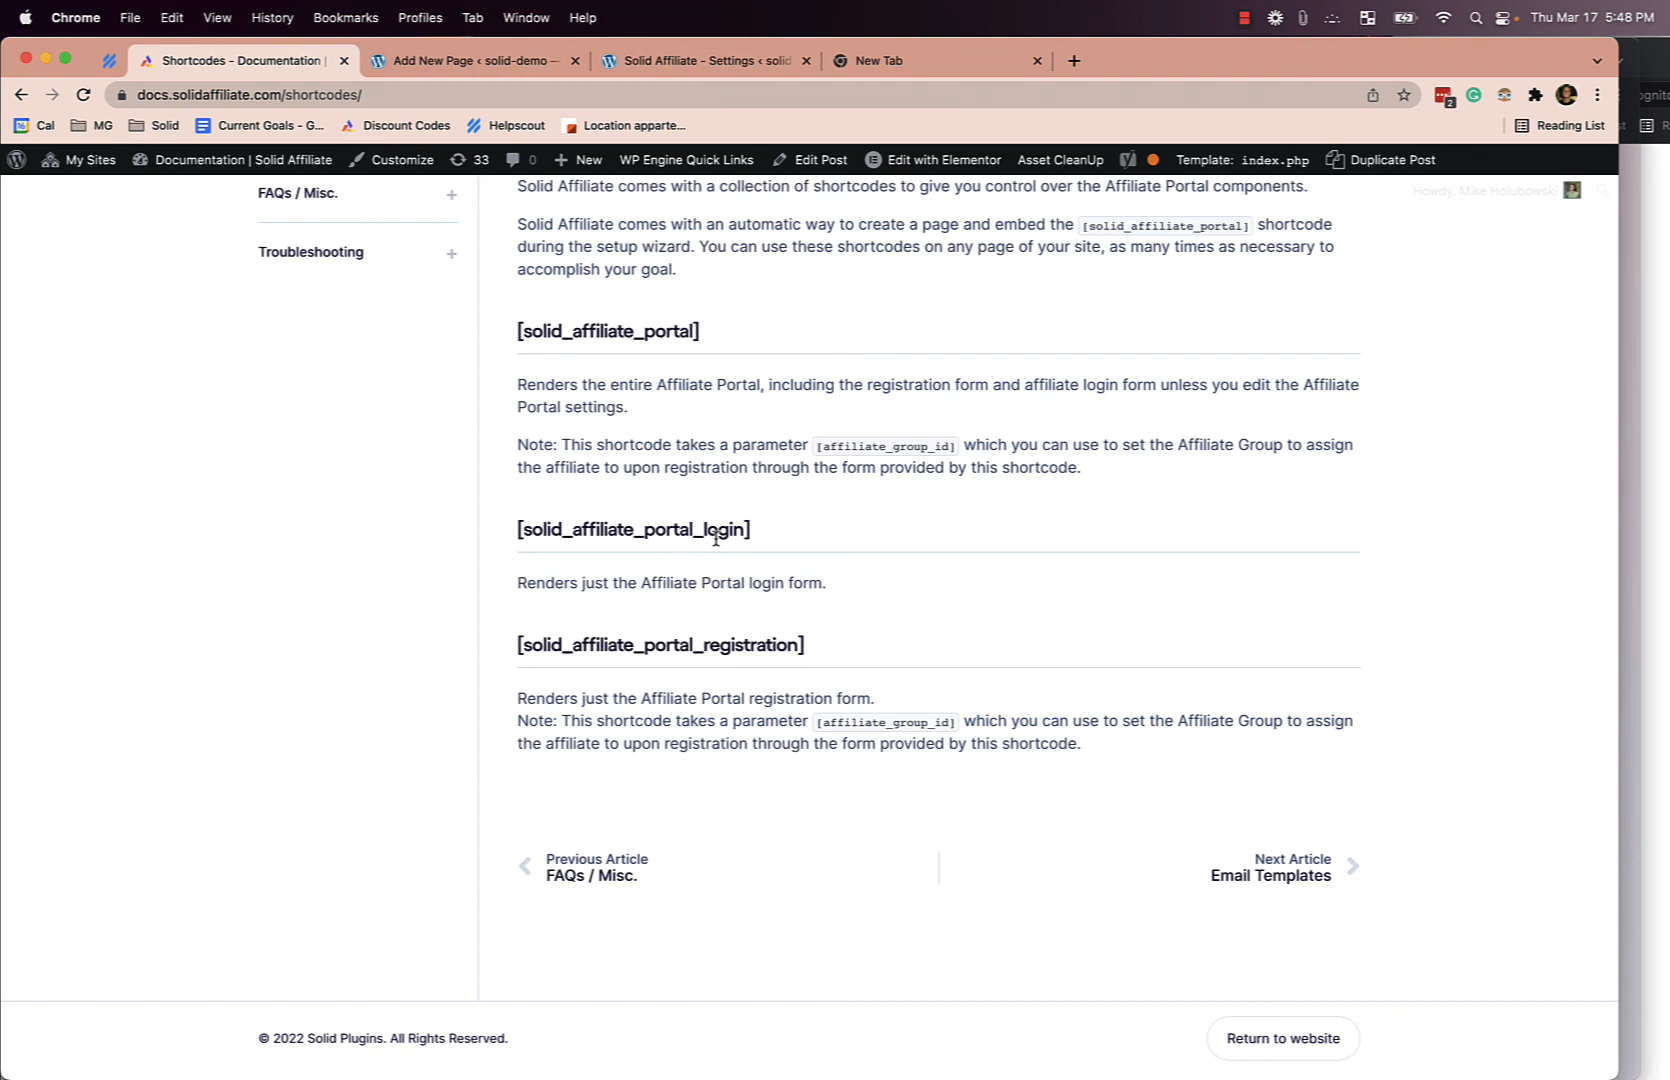 Chrome File Edit View History Bookmarks Profiles Tab Window Help Thu Mar 17 5:48 PM
Shortcodes - Documentation | Add New Page ‹ solid-demo — Solid Affiliate - Settings ‹ solid New Tab
docs.solidaffiliate.com/shortcodes/ 2
Cal MG Solid Current Goals - G... Discount Codes Helpscout Location apparte... Reading List
My Sites Documentation | Solid Affiliate Customize 33 0 New WP Engine Quick Links Edit Post Edit with Elementor Asset CleanUp Template: index.php Duplicate Post
Howdy, Mike Holubowski
FAQs / Misc.
Troubleshooting
Solid Affiliate comes with a collection of shortcodes to give you control over the Affiliate Portal components.
Solid Affiliate comes with an automatic way to create a page and embed the [solid_affiliate_portal] shortcode
during the setup wizard. You can use these shortcodes on any page of your site, as many times as necessary to
accomplish your goal.
[solid_affiliate_portal]
Renders the entire Affiliate Portal, including the registration form and affiliate login form unless you edit the Affiliate
Portal settings.
Note: This shortcode takes a parameter [affiliate_group_id] which you can use to set the Affiliate Group to assign
the affiliate to upon registration through the form provided by this shortcode.
[solid_affiliate_portal_login]
Renders just the Affiliate Portal login form.
[solid_affiliate_portal_registration]
Renders just the Affiliate Portal registration form.
Note: This shortcode takes a parameter [affiliate_group_id] which you can use to set the Affiliate Group to assign
the affiliate to upon registration through the form provided by this shortcode.
Previous Article
FAQs / Misc.
Next Article
Email Templates
© 2022 Solid Plugins. All Rights Reserved.
Return to website